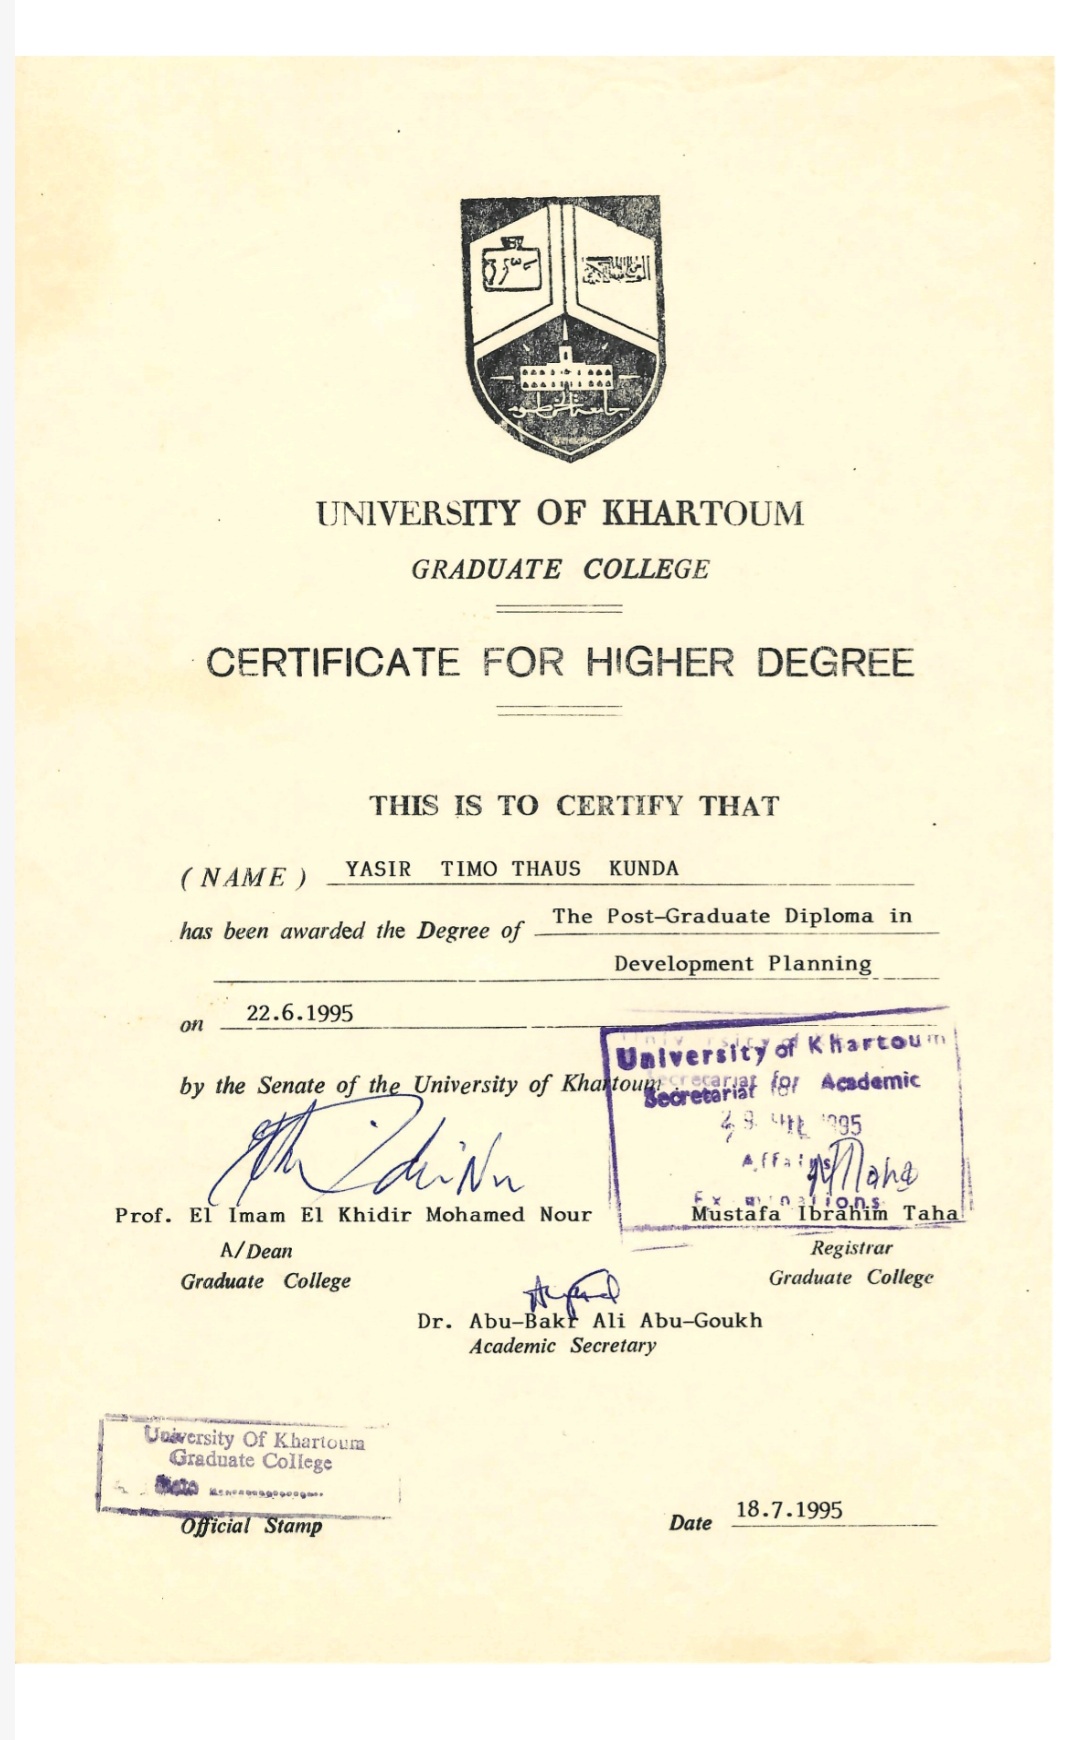 جامعة الخرطوم
UNIVERSITY OF KHARTOUM
GRADUATE COLLEGE
CERTIFICATE FOR HIGHER DEGREE
THIS IS TO CERTIFY THAT
(NAME) YASIR TIMO THAUS KUNDA
has been awarded the Degree of The Post-Graduate Diploma in
Development Planning
on 22.6.1995
by the Senate of the University of Khartoum
University of Khartoum
Secretariat for Academic
1995
Affairs
Examinations
Prof. El Imam El Khidir Mohamed Nour
A/Dean
Graduate College
Mustafa Ibrahim Taha
Registrar
Graduate College
Dr. Abu-Bakr Ali Abu-Goukh
Academic Secretary
University Of Khartoum
Graduate College
Date
Official Stamp
Date 18.7.1995